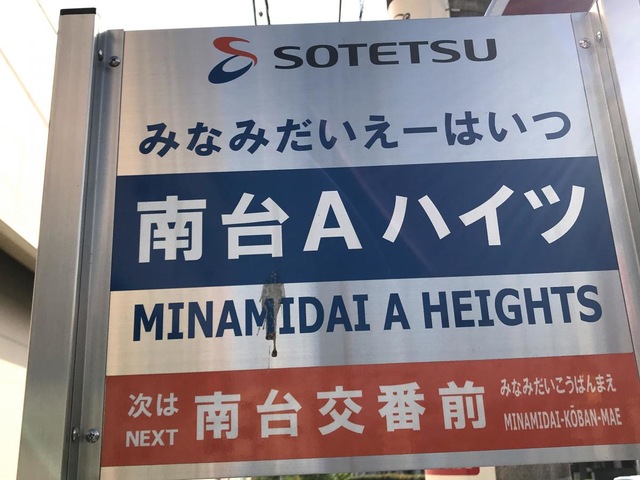 SOTETSU
みなみだいえーはいつ
南台Aハイツ
MINAMIDAI A HEIGHTS
次は
NEXT
南台交番前
みなみだいこうばんまえ
MINAMIDAI-KŌBAN-MAE